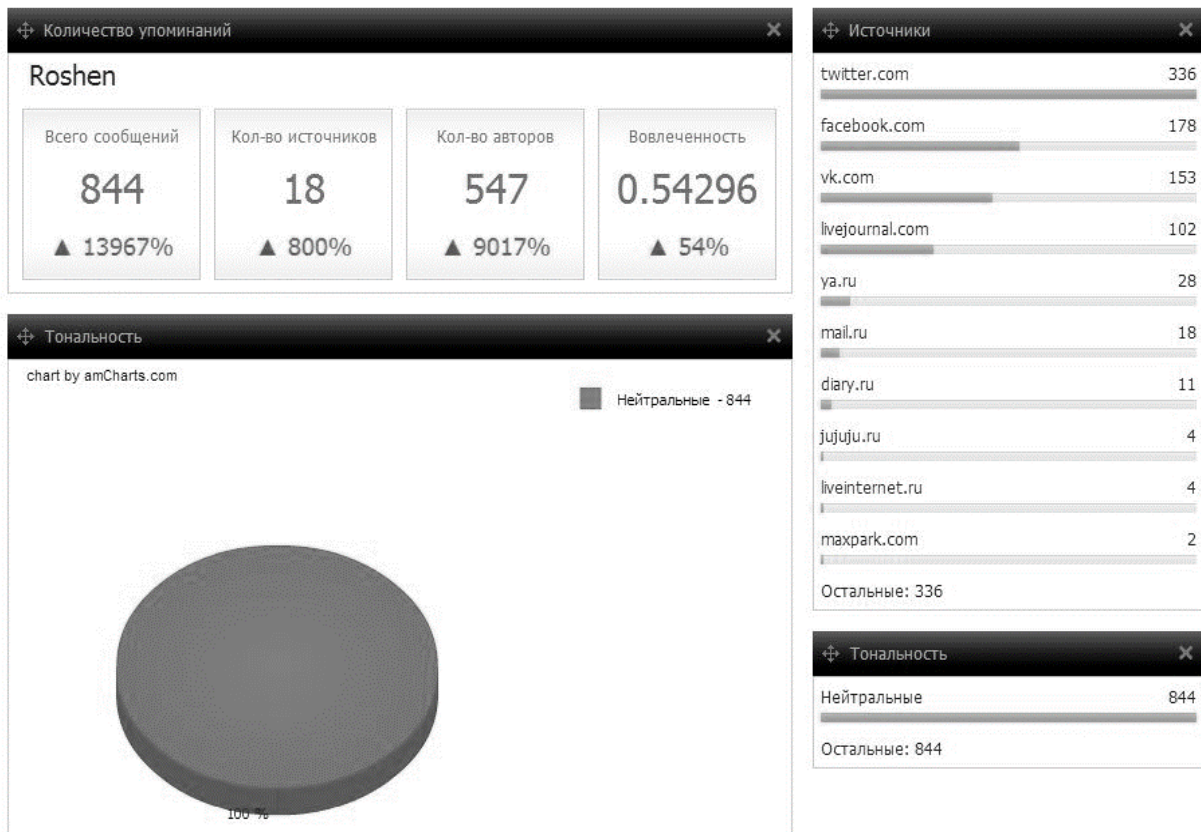 Количество упоминаний
Roshen
Всего сообщений
844
▲ 13967%
Кол-во источников
18
▲ 800%
Кол-во авторов
547
▲ 9017%
Вовлеченность
0.54296
▲ 54%
Тональность
chart by amCharts.com
Нейтральные - 844
100 %
Источники
twitter.com 336
facebook.com 178
vk.com 153
livejournal.com 102
ya.ru 28
mail.ru 18
diary.ru 11
jujuju.ru 4
liveinternet.ru 4
maxpark.com 2
Остальные: 336
Тональность
Нейтральные 844
Остальные: 844